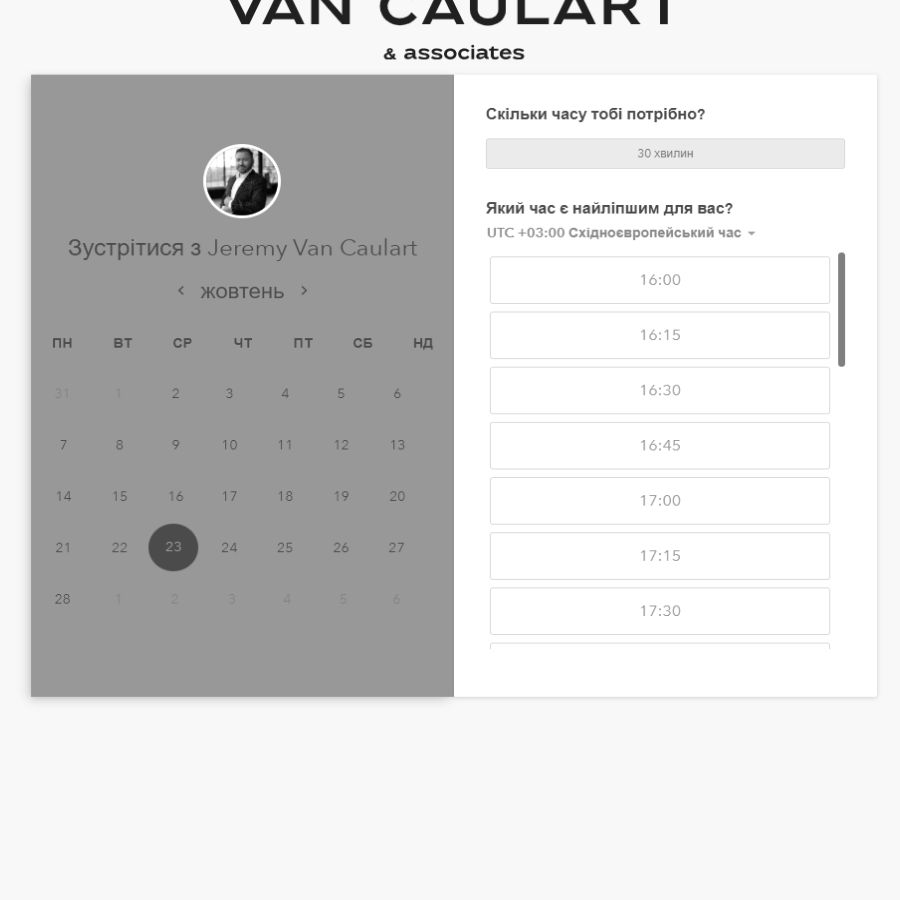 VAN CAULART
& associates
Зустрітися з Jeremy Van Caulart
жовтень
ПН ВТ СР ЧТ ПТ СБ НД
31 1 2 3 4 5 6
7 8 9 10 11 12 13
14 15 16 17 18 19 20
21 22 23 24 25 26 27
28 1 2 3 4 5 6
Скільки часу тобі потрібно?
30 хвилин
Який час є найліпшим для вас?
UTC +03:00 Східноєвропейський час
16:00
16:15
16:30
16:45
17:00
17:15
17:30